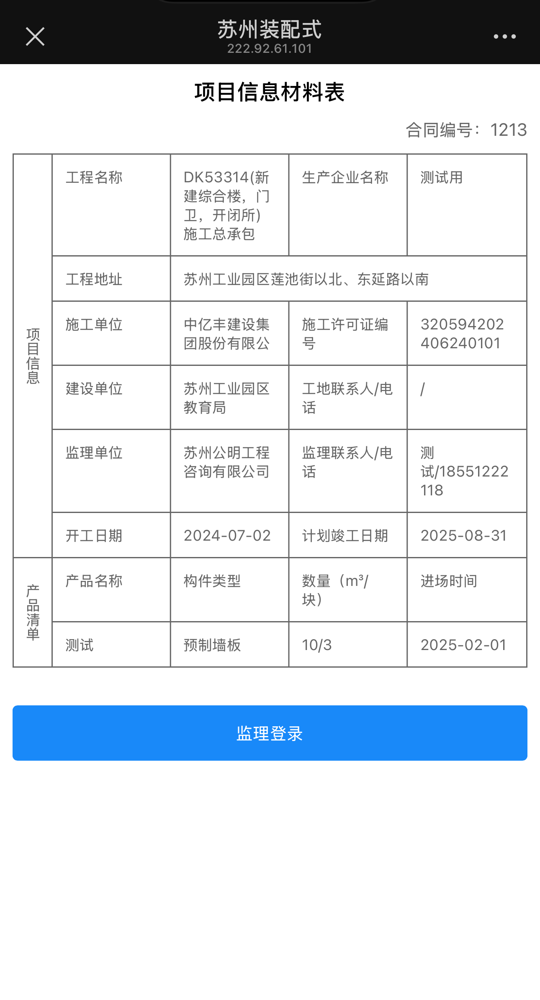 苏州装配式
222.92.61.101
项目信息材料表
合同编号：1213
项目信息
工程名称
DK53314(新
建综合楼，门
卫，开闭所)
施工总承包
生产企业名称
测试用
工程地址
苏州工业园区莲池街以北、东延路以南
施工单位
中亿丰建设集
团股份有限公
施工许可证编
号
320594202
406240101
建设单位
苏州工业园区
教育局
工地联系人/电
话
/
监理单位
苏州公明工程
咨询有限公司
监理联系人/电
话
测
试/18551222
118
开工日期
2024-07-02
计划竣工日期
2025-08-31
产品清单
产品名称
构件类型
数量（m³/
块）
进场时间
测试
预制墙板
10/3
2025-02-01
监理登录